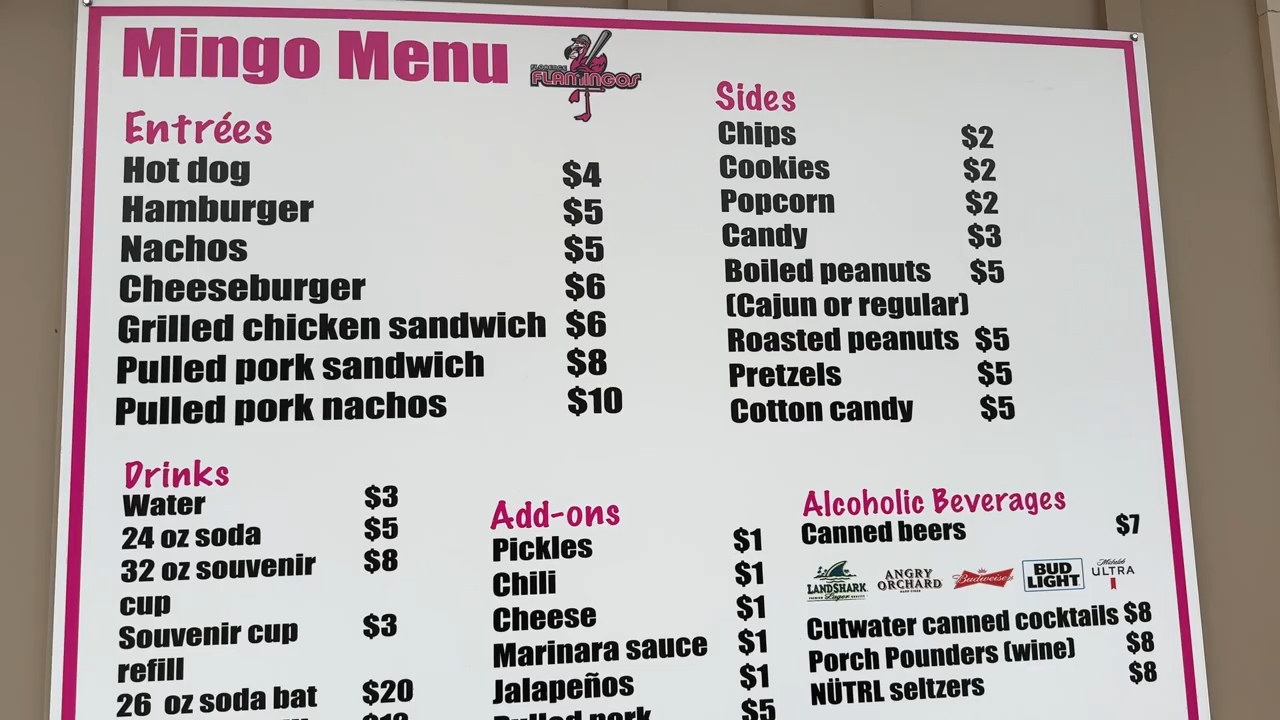 Mingo Menu
FLORENCE
FLAMINGOS
Entrées
Hot dog $4
Hamburger $5
Nachos $5
Cheeseburger $6
Grilled chicken sandwich $6
Pulled pork sandwich $8
Pulled pork nachos $10
Sides
Chips $2
Cookies $2
Popcorn $2
Candy $3
Boiled peanuts $5
(Cajun or regular)
Roasted peanuts $5
Pretzels $5
Cotton candy $5
Drinks
Water $3
24 oz soda $5
32 oz souvenir $8
cup
Souvenir cup $3
refill
26 oz soda bat $20
Add-ons
Pickles $1
Chili $1
Cheese $1
Marinara sauce $1
Jalapeños $1
Pulled pork $5
Alcoholic Beverages
Canned beers $7
LANDSHARK
Lager
ANGRY
ORCHARD
HARD CIDER
Budweiser
BUD
LIGHT
Michelob
ULTRA
Cutwater canned cocktails $8
Porch Pounders (wine) $8
NÜTRL seltzers $8